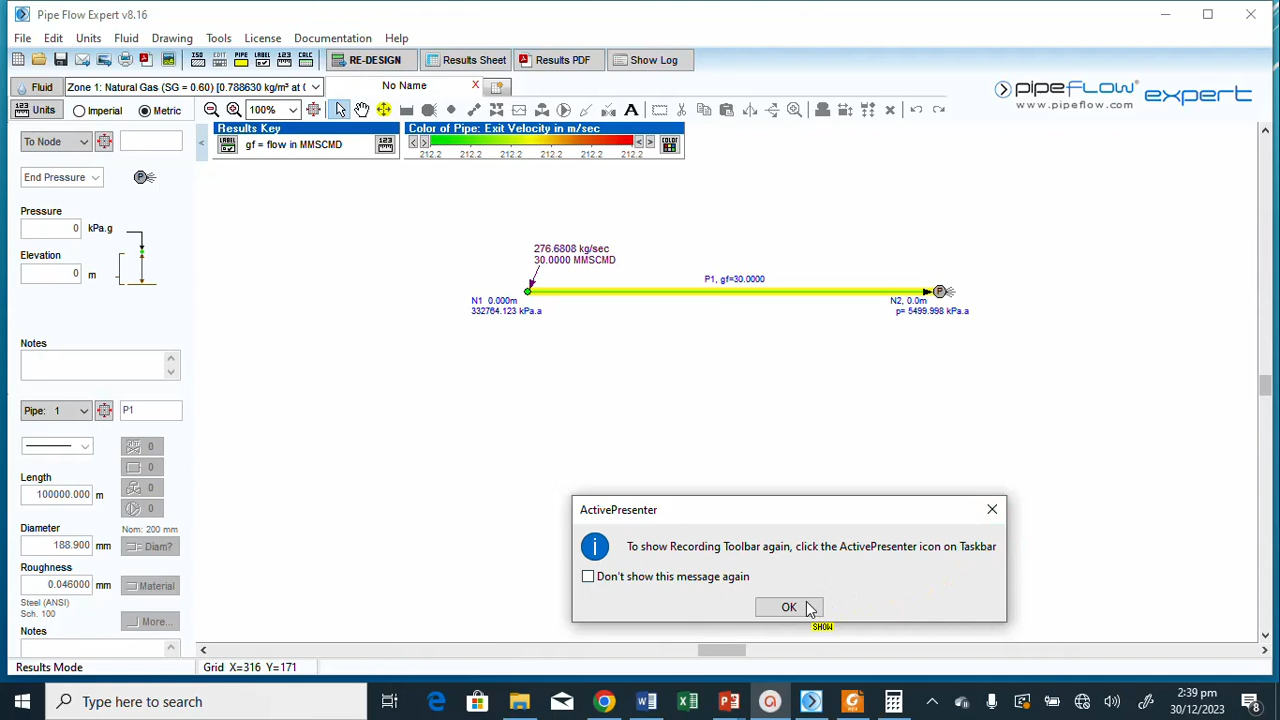 Pipe Flow Expert v8.16
File Edit Units Fluid Drawing Tools License Documentation Help
RE-DESIGN Results Sheet Results PDF Show Log
Fluid Zone 1: Natural Gas (SG = 0.60) [0.788630 kg/m³ at ( No Name X
pipeflow expert
www.pipeflow.com
Units Imperial Metric 100% A
To Node
Results Key
gf = flow in MMSCMD
Color of Pipe: Exit Velocity in m/sec
212.2 212.2 212.2 212.2 212.2 212.2
End Pressure
Pressure
0 kPa.g
Elevation
0 m
Notes
276.6808 kg/sec
30.0000 MMSCMD
P1, gf=30.0000
N1 0.000m
332764.123 kPa.a
P
N2, 0.0m
p= 5499.998 kPa.a
Pipe: 1 P1
0
0
0
0
Length
100000.000 m
Diameter Nom: 200 mm
188.900 mm Diam?
Roughness
0.046000 mm Material
Steel (ANSI)
Sch. 100
More...
Notes
ActivePresenter
To show Recording Toolbar again, click the ActivePresenter icon on Taskbar
Don't show this message again
OK
SHOW
Results Mode Grid X=316 Y=171
Type here to search
2:39 pm
30/12/2023
8